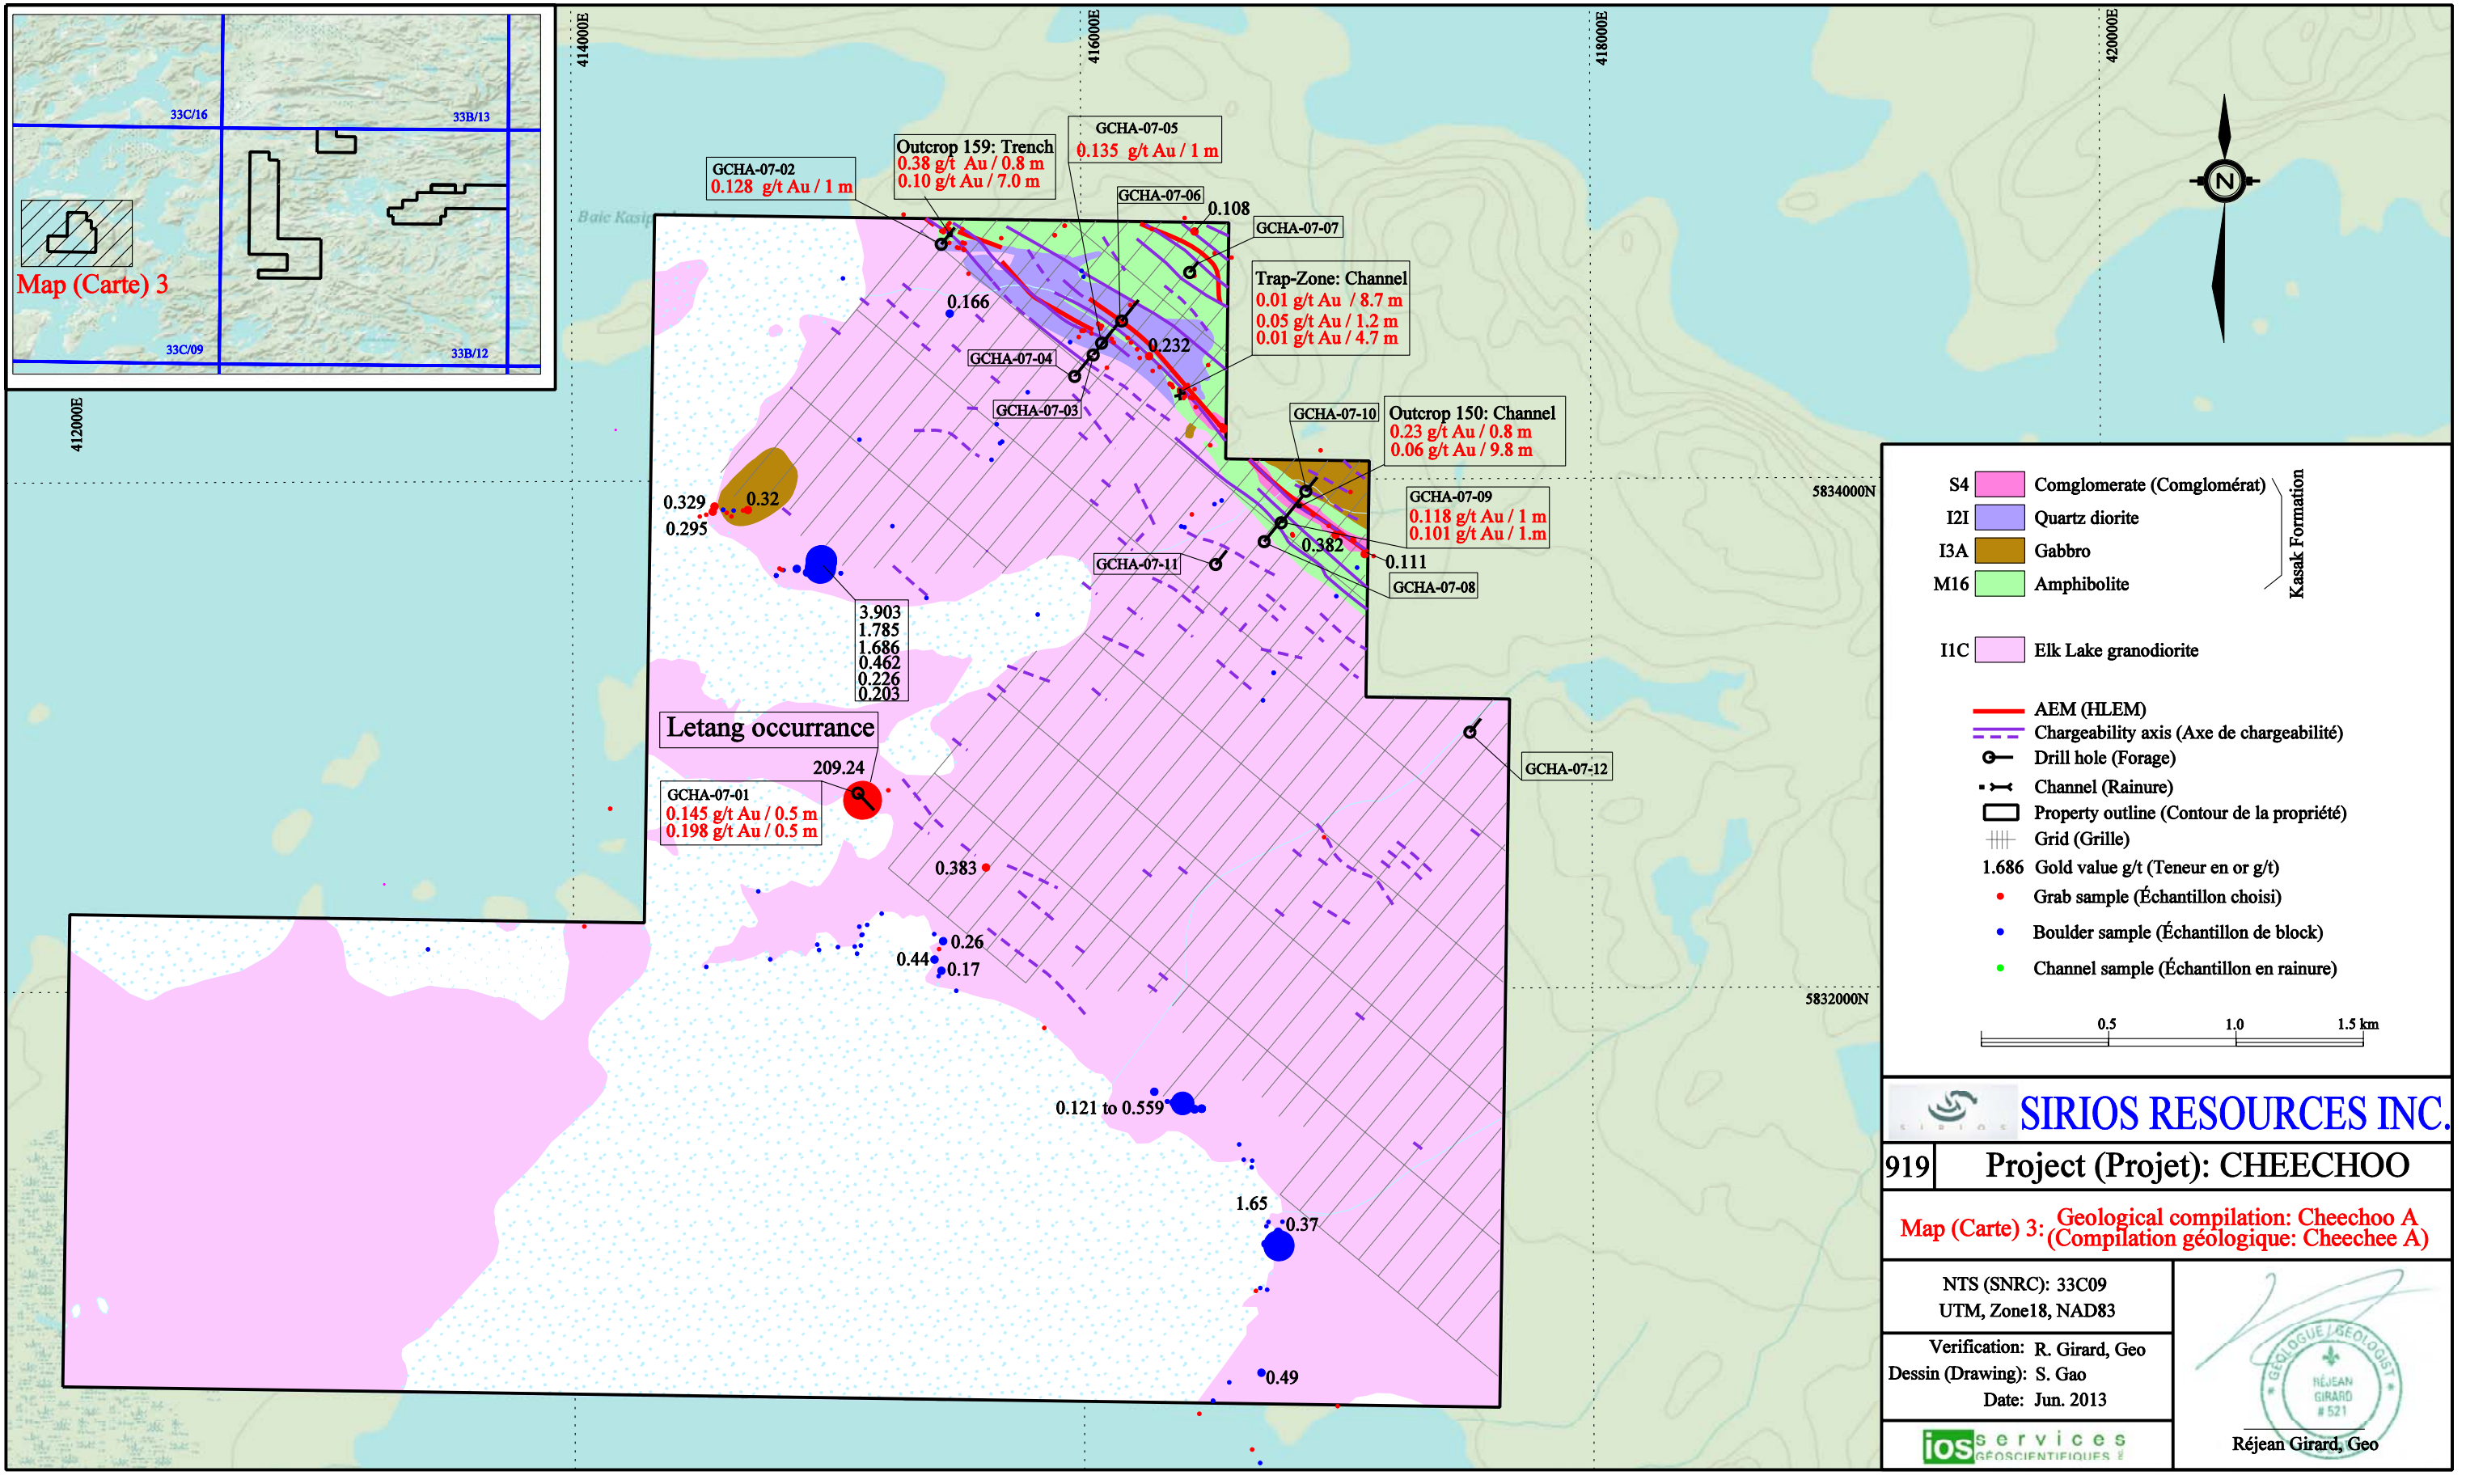 33C/16
33B/13
33C/09
33B/12
Map (Carte) 3
412000E
414000E
416000E
418000E
420000E
5834000N
5832000N
N
GCHA-07-02
0.128 g/t Au / 1 m
Outcrop 159: Trench
0.38 g/t Au / 0.8 m
0.10 g/t Au / 7.0 m
GCHA-07-05
0.135 g/t Au / 1 m
GCHA-07-06
0.108
GCHA-07-07
Trap-Zone: Channel
0.01 g/t Au / 8.7 m
0.05 g/t Au / 1.2 m
0.01 g/t Au / 4.7 m
0.166
0.232
GCHA-07-04
GCHA-07-03
GCHA-07-10
Outcrop 150: Channel
0.23 g/t Au / 0.8 m
0.06 g/t Au / 9.8 m
GCHA-07-09
0.118 g/t Au / 1 m
0.101 g/t Au / 1.m
0.382
0.111
GCHA-07-11
GCHA-07-08
0.329
0.32
0.295
3.903
1.785
1.686
0.462
0.226
0.203
Letang occurrance
209.24
GCHA-07-01
0.145 g/t Au / 0.5 m
0.198 g/t Au / 0.5 m
GCHA-07-12
0.383
0.26
0.44
0.17
0.121 to 0.559
1.65
0.37
0.49
S4 Comglomerate (Comglomérat)
I2I Quartz diorite
I3A Gabbro
M16 Amphibolite
Kasak Formation
I1C Elk Lake granodiorite
AEM (HLEM)
Chargeability axis (Axe de chargeabilité)
Drill hole (Forage)
Channel (Rainure)
Property outline (Contour de la propriété)
Grid (Grille)
1.686 Gold value g/t (Teneur en or g/t)
Grab sample (Échantillon choisi)
Boulder sample (Échantillon de block)
Channel sample (Échantillon en rainure)
0.5 1.0 1.5 km
SIRIOS
SIRIOS RESOURCES INC.
919 Project (Projet): CHEECHOO
Map (Carte) 3: Geological compilation: Cheechoo A
(Compilation géologique: Cheechee A)
NTS (SNRC): 33C09
UTM, Zone18, NAD83
Verification: R. Girard, Geo
Dessin (Drawing): S. Gao
Date: Jun. 2013
ios services
GÉOSCIENTIFIQUES
GÉOLOGUE / GEOLOGIST
RÉJEAN
GIRARD
# 521
Réjean Girard, Geo